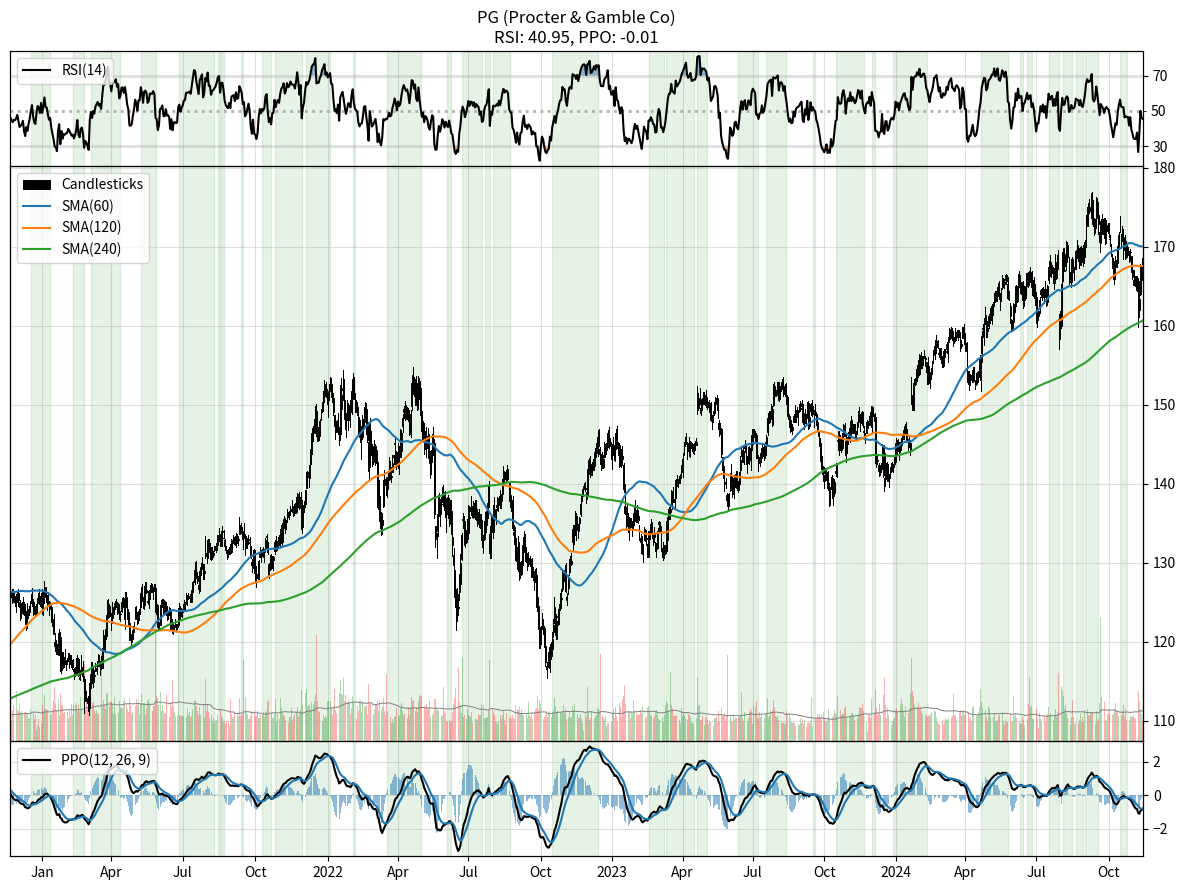 PG (Procter & Gamble Co)
RSI: 40.95, PPO: -0.01
RSI(14)
70
50
30
180
Candlesticks
SMA(60)
SMA(120)
SMA(240)
170
160
150
140
130
120
110
PPO(12, 26, 9)
2
0
−2
Jan Apr Jul Oct 2022 Apr Jul Oct 2023 Apr Jul Oct 2024 Apr Jul Oct